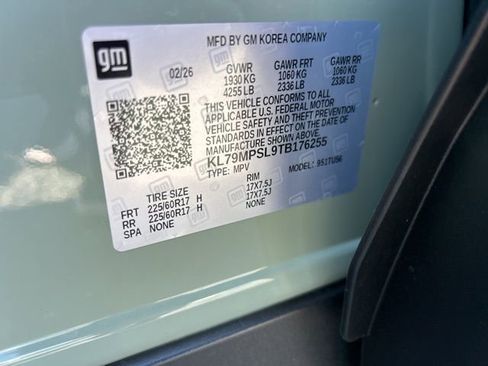 gm
MFD BY GM KOREA COMPANY
02/26
GVWR GAWR FRT GAWR RR
1930 KG 1060 KG 1060 KG
4255 LB 2336 LB 2336 LB
THIS VEHICLE CONFORMS TO ALL
APPLICABLE U.S. FEDERAL MOTOR
VEHICLE SAFETY AND THEFT PREVENTION
STANDARDS IN EFFECT ON THE DATE OF
MANUFACTURE SHOWN ABOVE.
KL79MPSL9TB176255
TYPE: MPV MODEL: 9S1TU56
TIRE SIZE RIM
FRT 225/60R17 H 17X7.5J
RR 225/60R17 H 17X7.5J
SPA NONE NONE